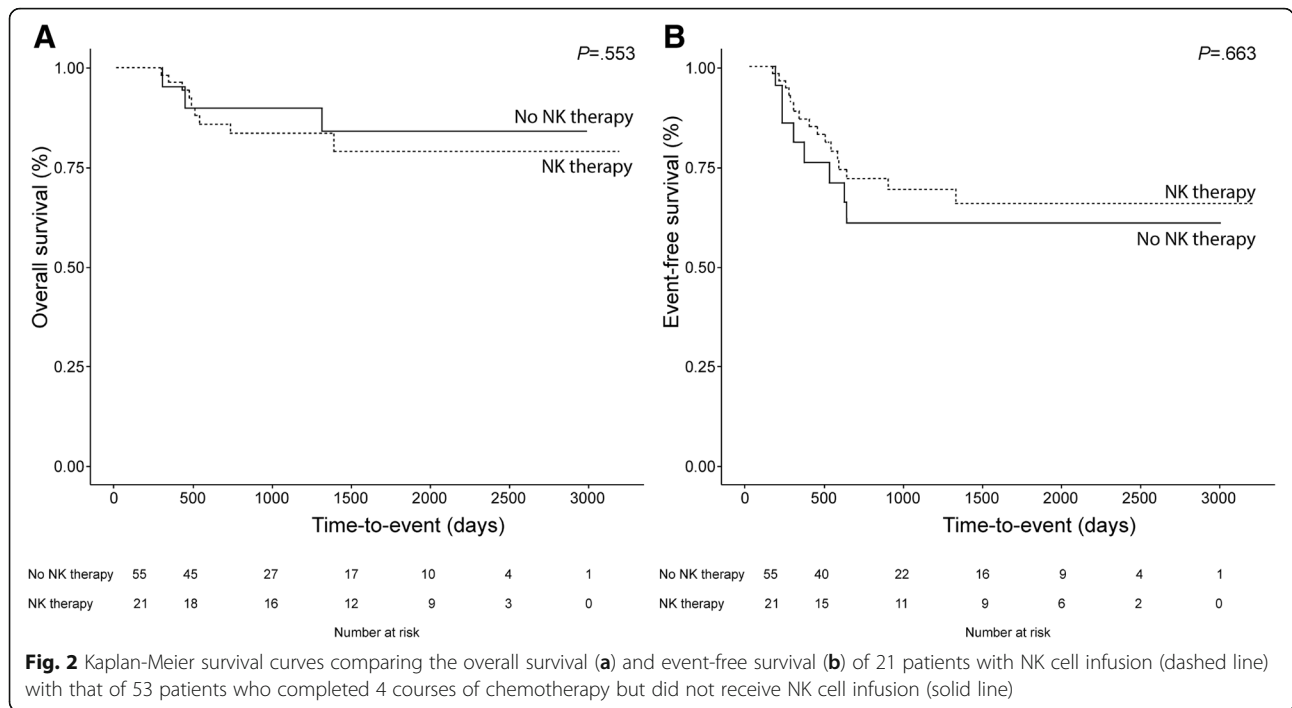 A
P=.553
1.00
0.75
0.50
0.25
0.00
Overall survival (%)
No NK therapy
NK therapy
0 500 1000 1500 2000 2500 3000
Time-to-event (days)
No NK therapy 55 45 27 17 10 4 1
NK therapy 21 18 16 12 9 3 0
Number at risk
B
P=.663
1.00
0.75
0.50
0.25
0.00
Event-free survival (%)
NK therapy
No NK therapy
0 500 1000 1500 2000 2500 3000
Time-to-event (days)
No NK therapy 55 40 22 16 9 4 1
NK therapy 21 15 11 9 6 2 0
Number at risk
Fig. 2 Kaplan-Meier survival curves comparing the overall survival (a) and event-free survival (b) of 21 patients with NK cell infusion (dashed line)
with that of 53 patients who completed 4 courses of chemotherapy but did not receive NK cell infusion (solid line)